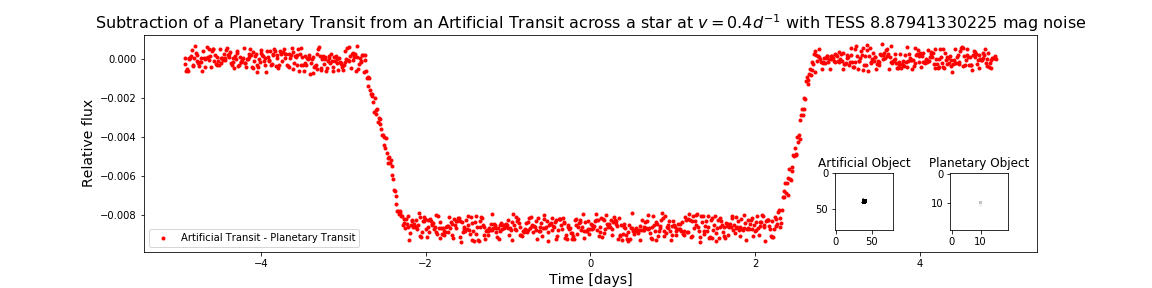 Subtraction of a Planetary Transit from an Artificial Transit across a star at v = 0.4d⁻¹ with TESS 8.87941330225 mag noise
0.000
−0.002
−0.004
−0.006
−0.008
Relative flux
Artificial Transit - Planetary Transit
Artificial Object
0
50
0 50
Planetary Object
0
10
0 10
−4 −2 0 2 4
Time [days]